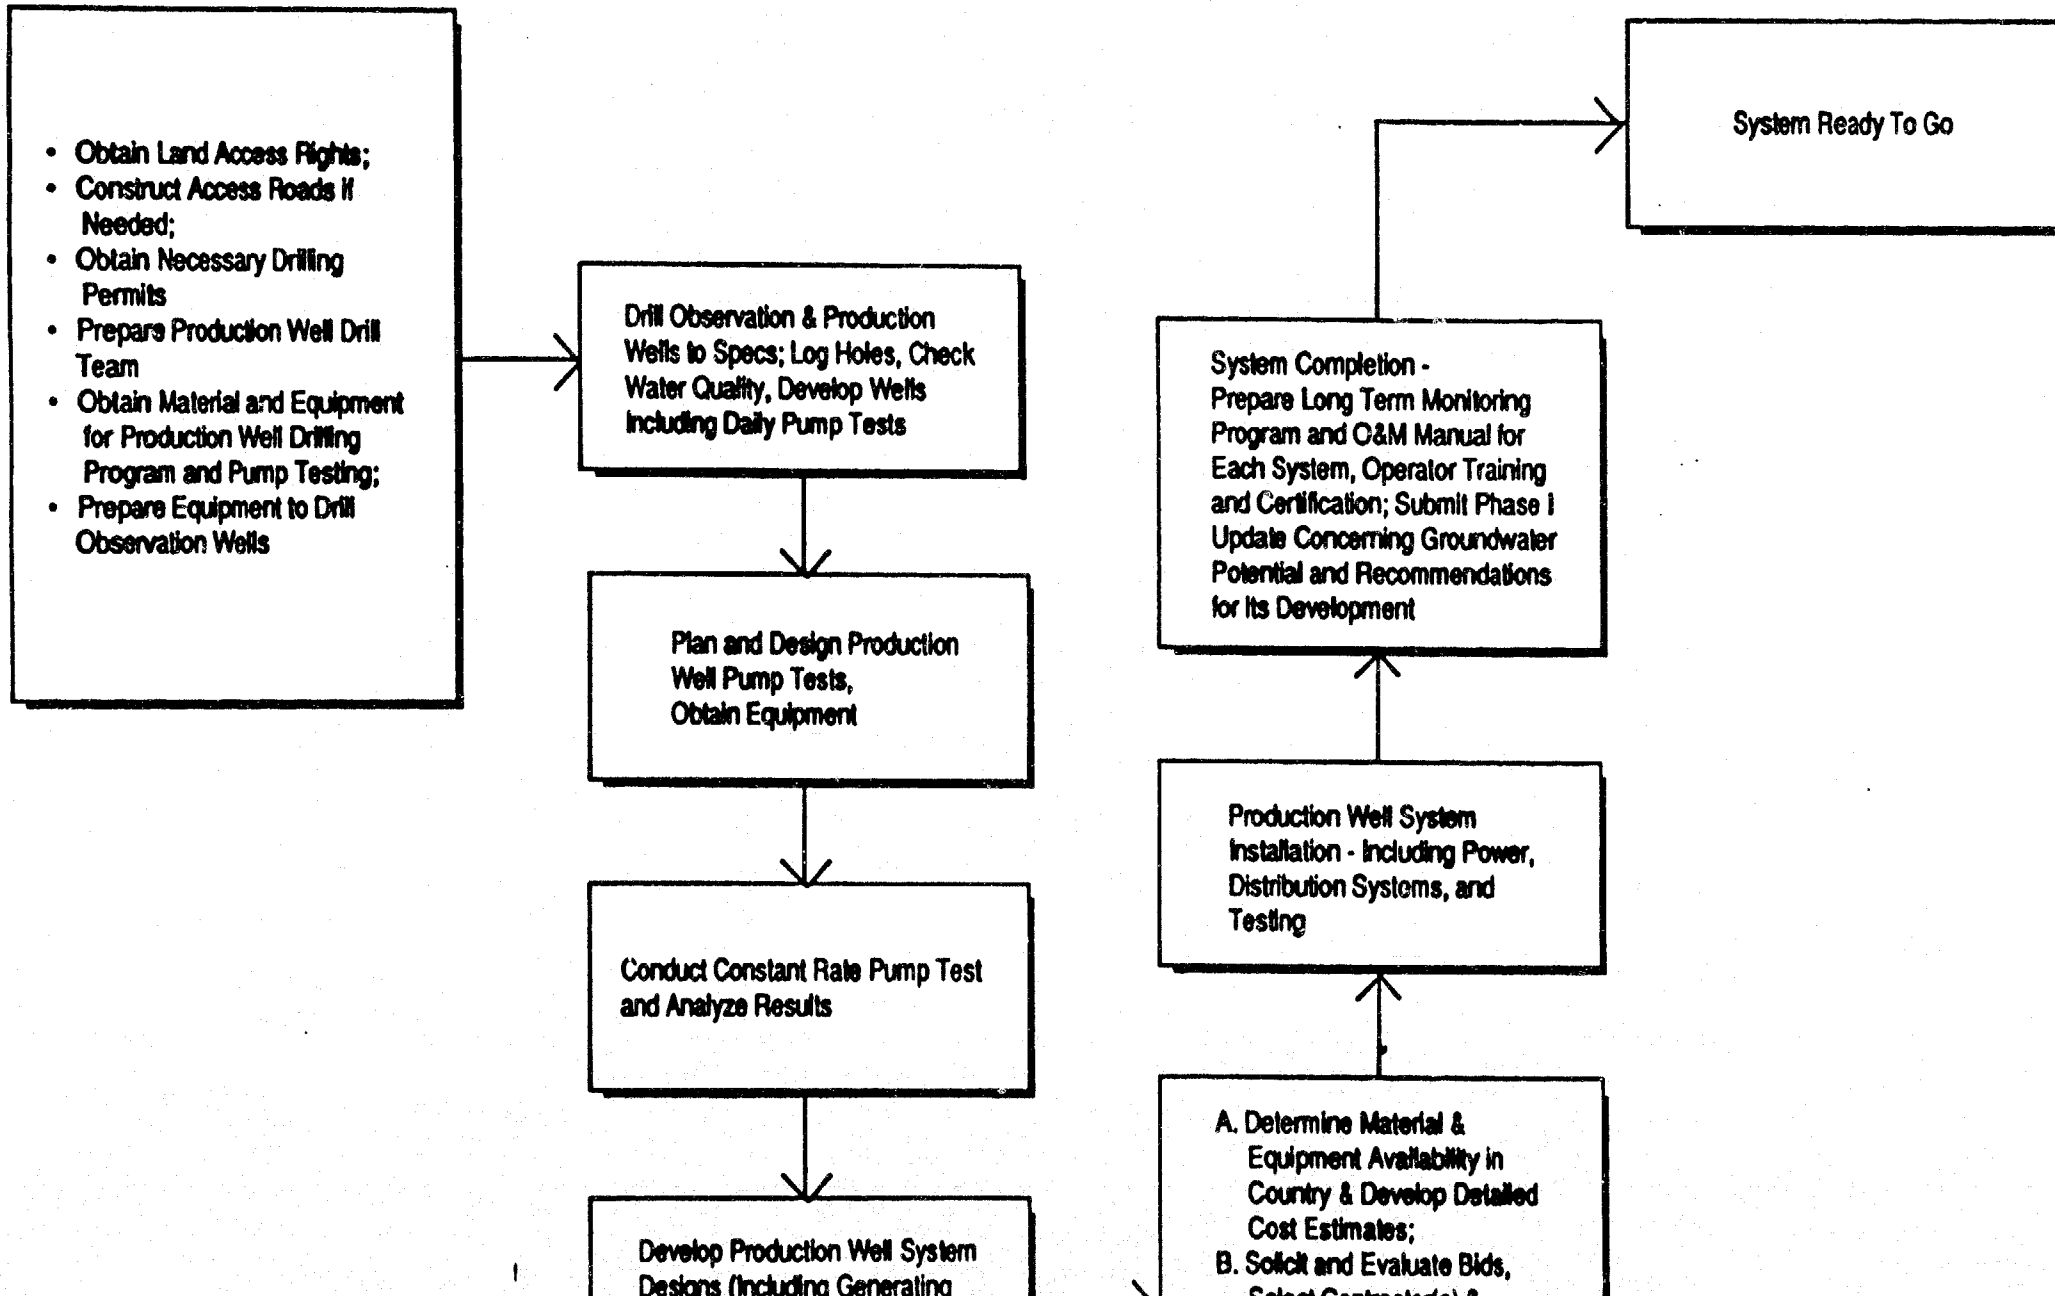 • Obtain Land Access Rights;
• Construct Access Roads if
Needed;
• Obtain Necessary Drilling
Permits
• Prepare Production Well Drill
Team
• Obtain Material and Equipment
for Production Well Drilling
Program and Pump Testing;
• Prepare Equipment to Drill
Observation Wells
Drill Observation & Production
Wells to Specs; Log Holes, Check
Water Quality, Develop Wells
Including Daily Pump Tests
Plan and Design Production
Well Pump Tests,
Obtain Equipment
Conduct Constant Rate Pump Test
and Analyze Results
Develop Production Well System
Designs (Including Generating
A. Determine Material &
Equipment Availability in
Country & Develop Detailed
Cost Estimates;
B. Solicit and Evaluate Bids,
Production Well System
Installation - Including Power,
Distribution Systems, and
Testing
System Completion -
Prepare Long Term Monitoring
Program and O&M Manual for
Each System, Operator Training
and Certification; Submit Phase I
Update Concerning Groundwater
Potential and Recommendations
for Its Development
System Ready To Go